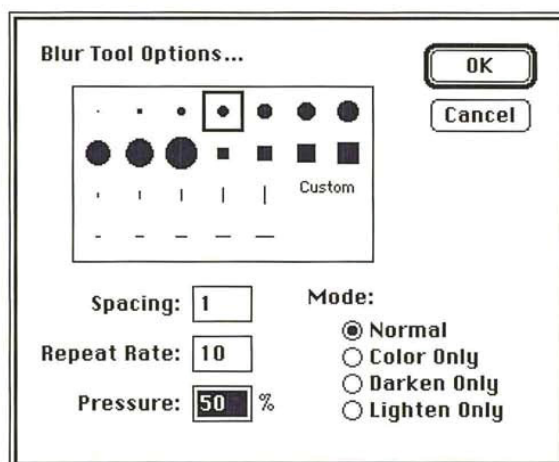 Blur Tool Options...
OK
Cancel
Custom
Spacing: 1
Repeat Rate: 10
Pressure: 50 %
Mode:
Normal
Color Only
Darken Only
Lighten Only